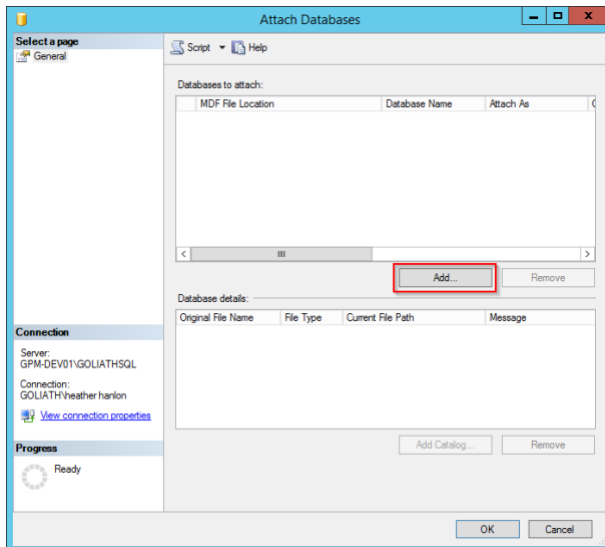 Attach Databases
Select a page
General
Script Help
Databases to attach:
MDF File Location Database Name Attach As
Add... Remove
Database details:
Original File Name File Type Current File Path Message
Connection
Server:
GPM-DEV01\GOLIATHSQL
Connection:
GOLIATH\heather hanlon
View connection properties
Add Catalog... Remove
Progress
Ready
OK Cancel